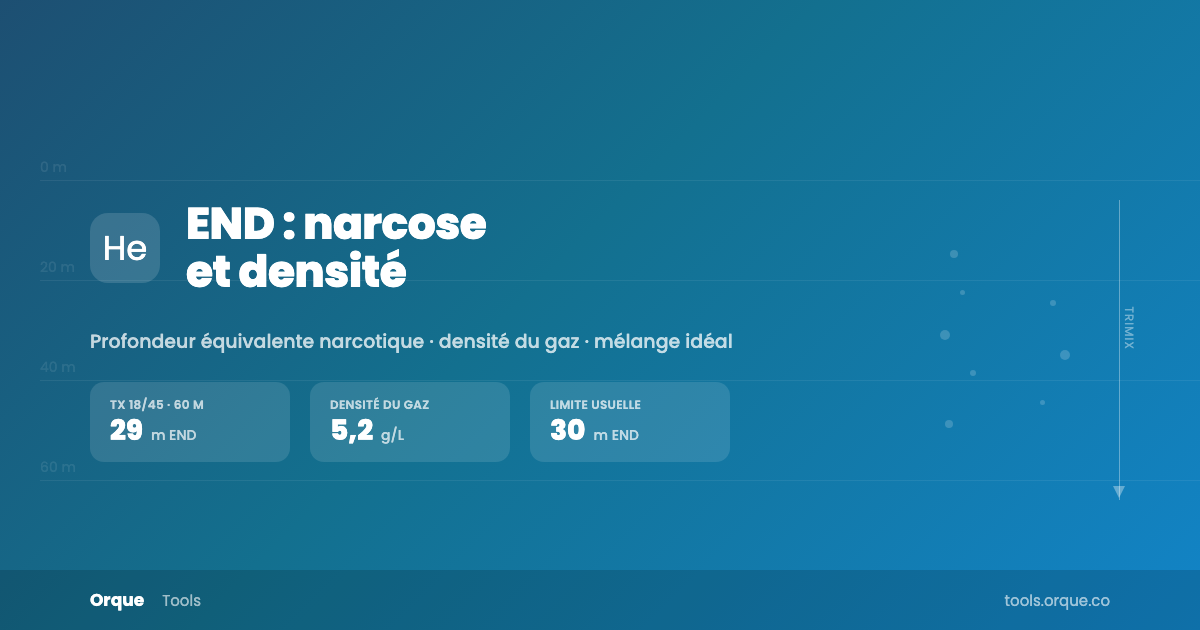 0 m
He
END : narcose
et densité
20 m
Profondeur équivalente narcotique · densité du gaz · mélange idéal
TRIMIX
40 m
TX 18/45 · 60 M
29 m END
DENSITÉ DU GAZ
5,2 g/L
LIMITE USUELLE
30 m END
60 m
Orque Tools
tools.orque.co